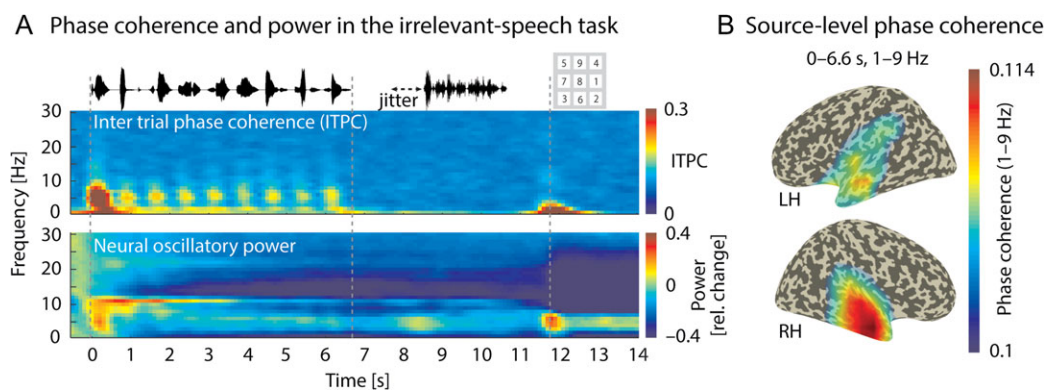 A Phase coherence and power in the irrelevant-speech task
jitter
5 9 4
7 8 1
3 6 2
Frequency [Hz]
30
20
10
0
Inter trial phase coherence (ITPC)
0.3
0
ITPC
30
20
10
0
Neural oscillatory power
0.4
0
−0.4
Power
[rel. change]
0 1 2 3 4 5 6 7 8 9 10 11 12 13 14
Time [s]
B Source-level phase coherence
0–6.6 s, 1–9 Hz
LH
RH
0.114
0.1
Phase coherence (1–9 Hz)